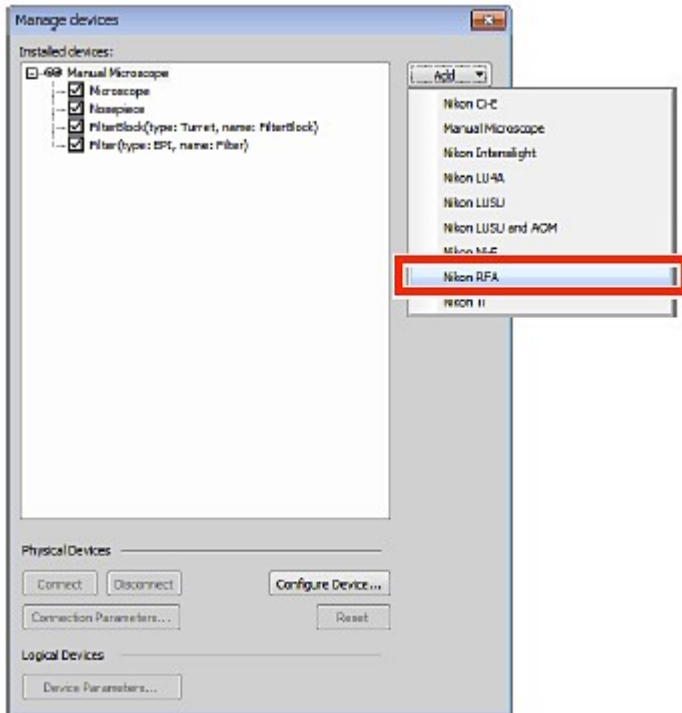 Manage devices
Installed devices:
Manual Microscope
Microscope
Nosepiece
FilterBlock(type: Turret, name: FilterBlock)
Filter(type: EPI, name: Filter)
Add
Nikon Ci-E
Manual Microscope
Nikon Intensilight
Nikon LU4A
Nikon LUSU
Nikon LUSU and AOM
Nikon Ni-E
Nikon RFA
Nikon Ti
Physical Devices
Connect
Disconnect
Configure Device...
Connection Parameters...
Reset
Logical Devices
Device Parameters...